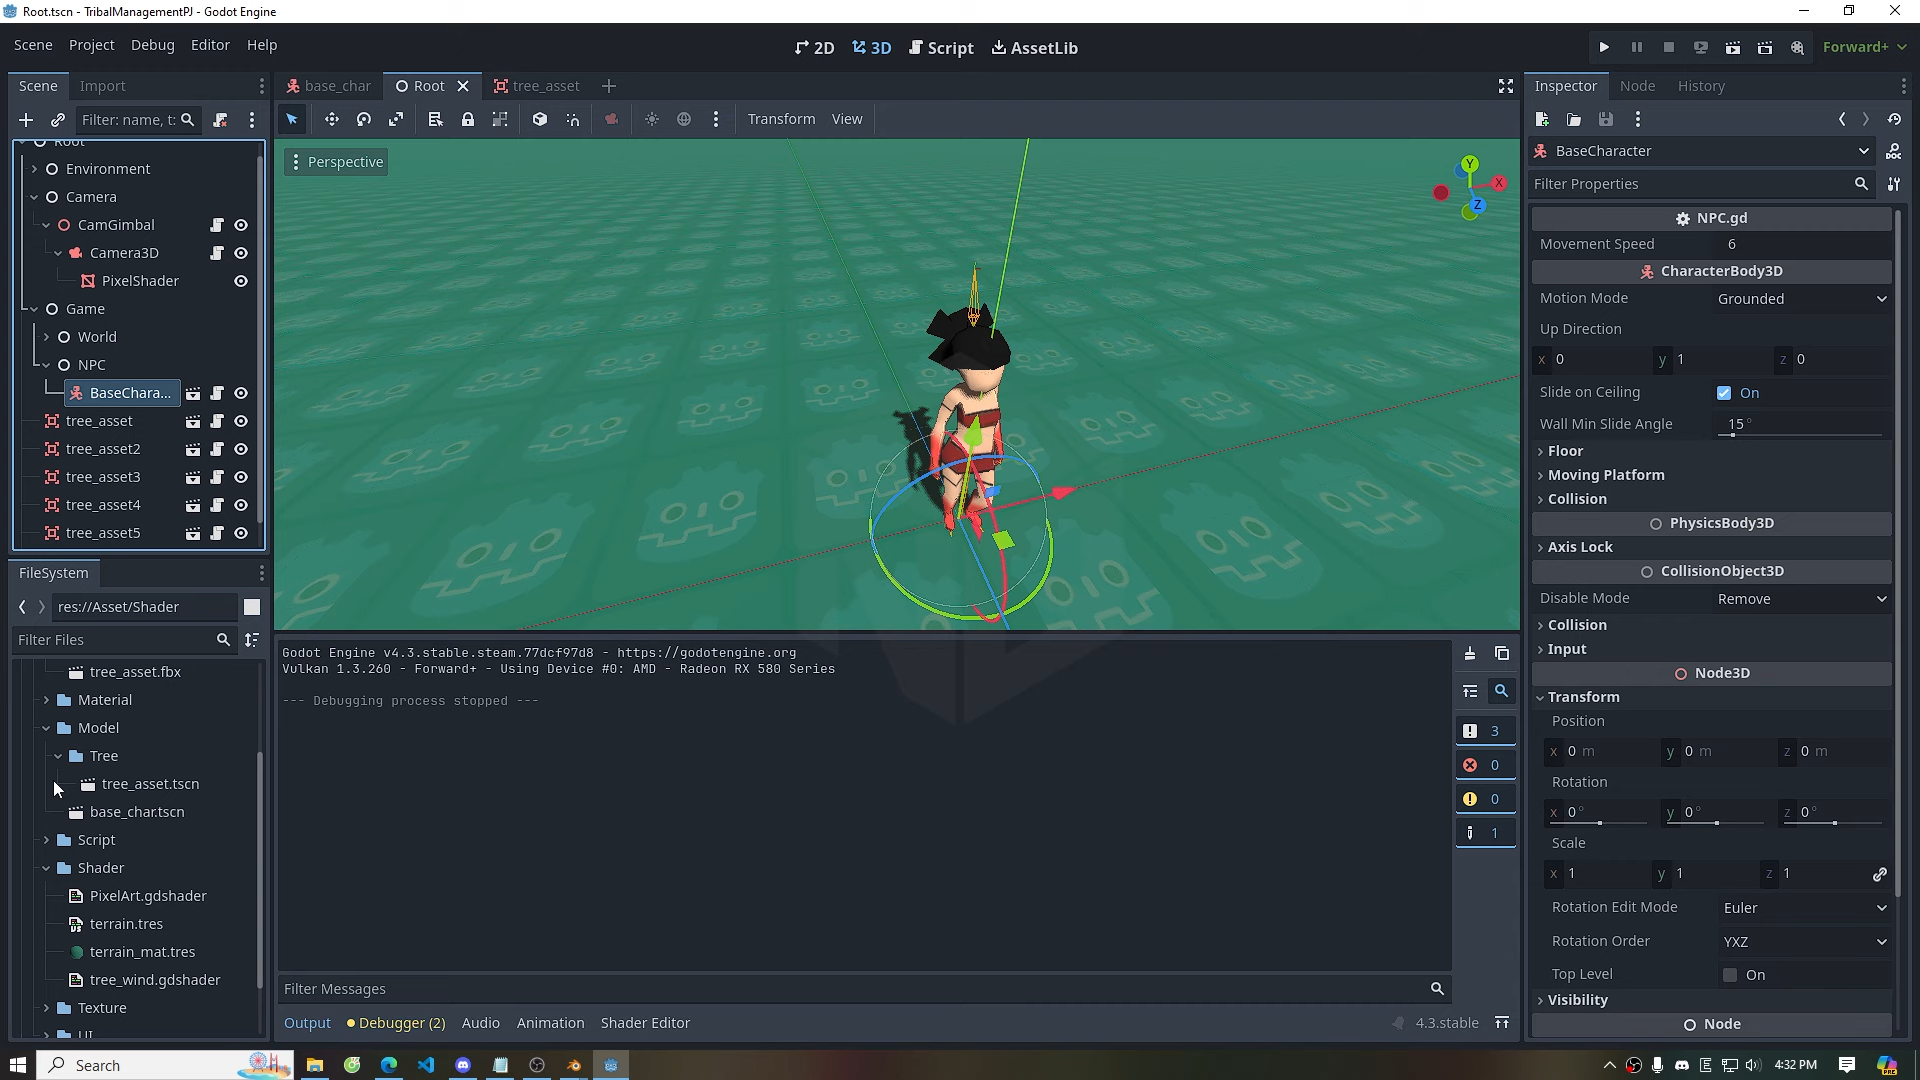 Root.tscn - TribalManagementPJ - Godot Engine
Scene Project Debug Editor Help
2D 3D Script AssetLib
Forward+
Scene Import
base_char Root tree_asset
Inspector Node History
Filter: name, t:
Transform View
Root
Environment
Camera
CamGimbal
Camera3D
PixelShader
Game
World
NPC
BaseChara...
tree_asset
tree_asset2
tree_asset3
tree_asset4
tree_asset5
Perspective
Y
X
Z
FileSystem
res://Asset/Shader
Filter Files
tree_asset.fbx
Material
Model
Tree
tree_asset.tscn
base_char.tscn
Script
Shader
PixelArt.gdshader
terrain.tres
terrain_mat.tres
tree_wind.gdshader
Texture
UI
Godot Engine v4.3.stable.steam.77dcf97d8 - https://godotengine.org
Vulkan 1.3.260 - Forward+ - Using Device #0: AMD - Radeon RX 580 Series
--- Debugging process stopped ---
3
0
0
1
Filter Messages
Output Debugger (2) Audio Animation Shader Editor
4.3.stable
BaseCharacter
Filter Properties
NPC.gd
Movement Speed 6
CharacterBody3D
Motion Mode Grounded
Up Direction
x 0 y 1 z 0
Slide on Ceiling On
Wall Min Slide Angle 15 °
Floor
Moving Platform
Collision
PhysicsBody3D
Axis Lock
CollisionObject3D
Disable Mode Remove
Collision
Input
Node3D
Transform
Position
x 0 m y 0 m z 0 m
Rotation
x 0 ° y 0 ° z 0 °
Scale
x 1 y 1 z 1
Rotation Edit Mode Euler
Rotation Order YXZ
Top Level On
Visibility
Node
Search
4:32 PM
PRE